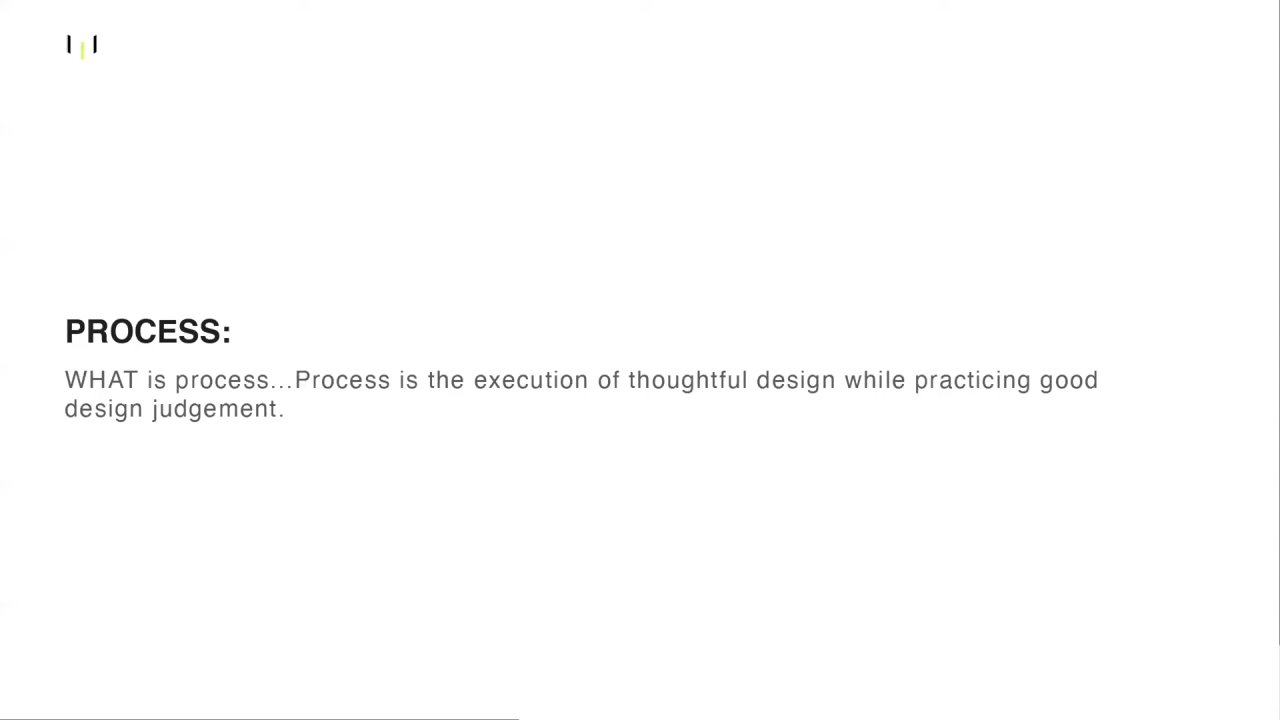 PROCESS:
WHAT is process...Process is the execution of thoughtful design while practicing good
design judgement.